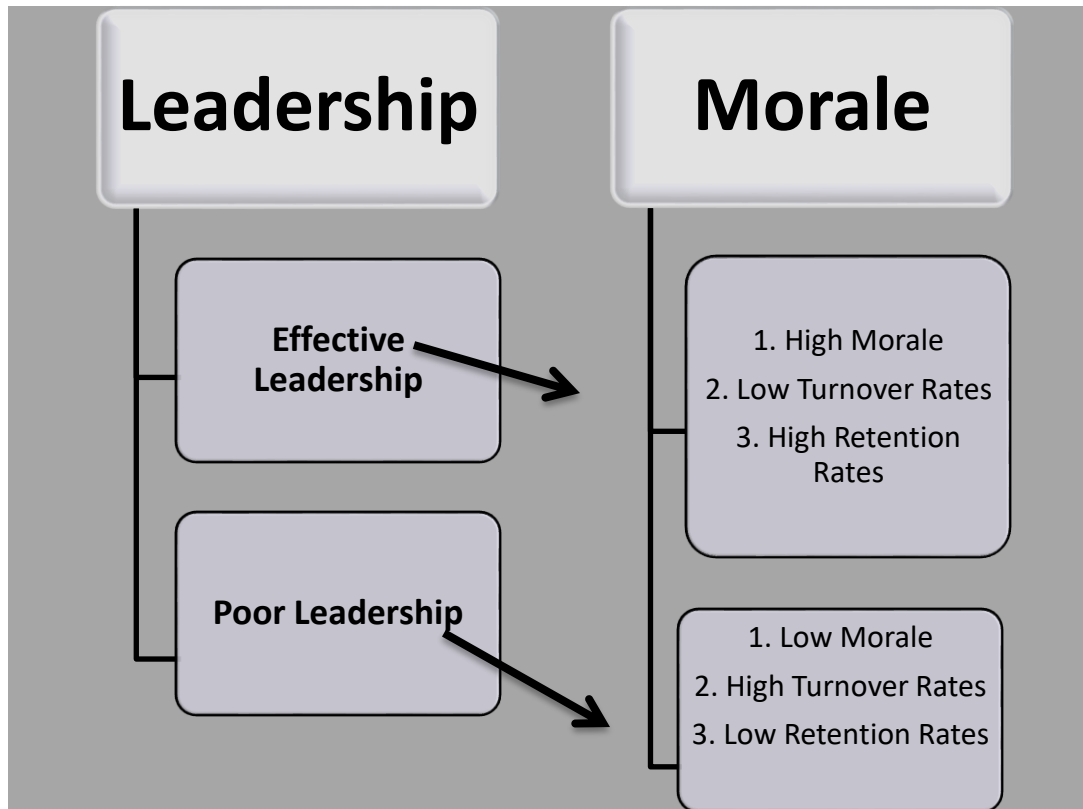 Leadership
Effective
Leadership
Poor Leadership
Morale
1. High Morale
2. Low Turnover Rates
3. High Retention
Rates
1. Low Morale
2. High Turnover Rates
3. Low Retention Rates